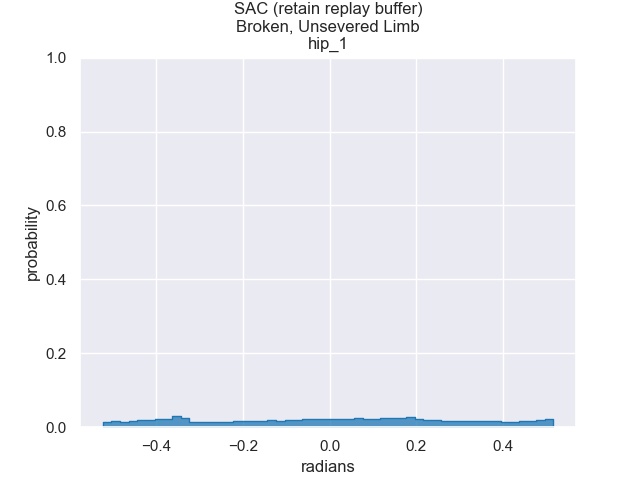 SAC (retain replay buffer)
Broken, Unsevered Limb
hip_1
1.0
0.8
0.6
0.4
0.2
0.0
probability
−0.4
−0.2
0.0
0.2
0.4
radians